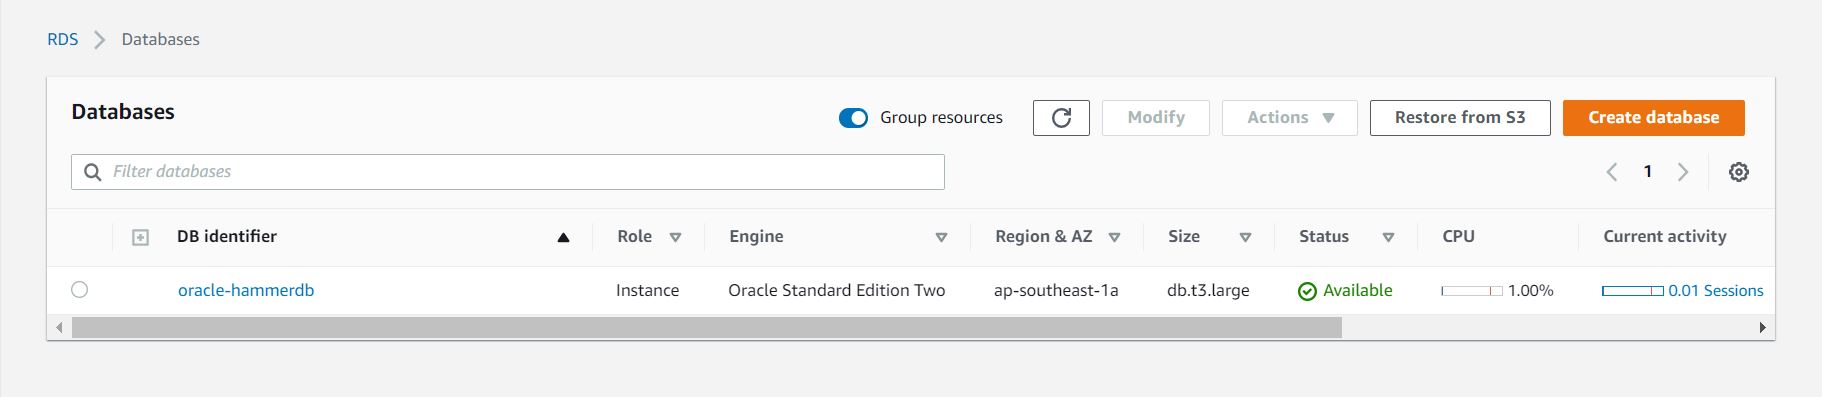 RDS Databases
Databases
Group resources Modify Actions Restore from S3 Create database
Filter databases 1
DB identifier Role Engine Region & AZ Size Status CPU Current activity
oracle-hammerdb Instance Oracle Standard Edition Two ap-southeast-1a db.t3.large Available 1.00% 0.01 Sessions